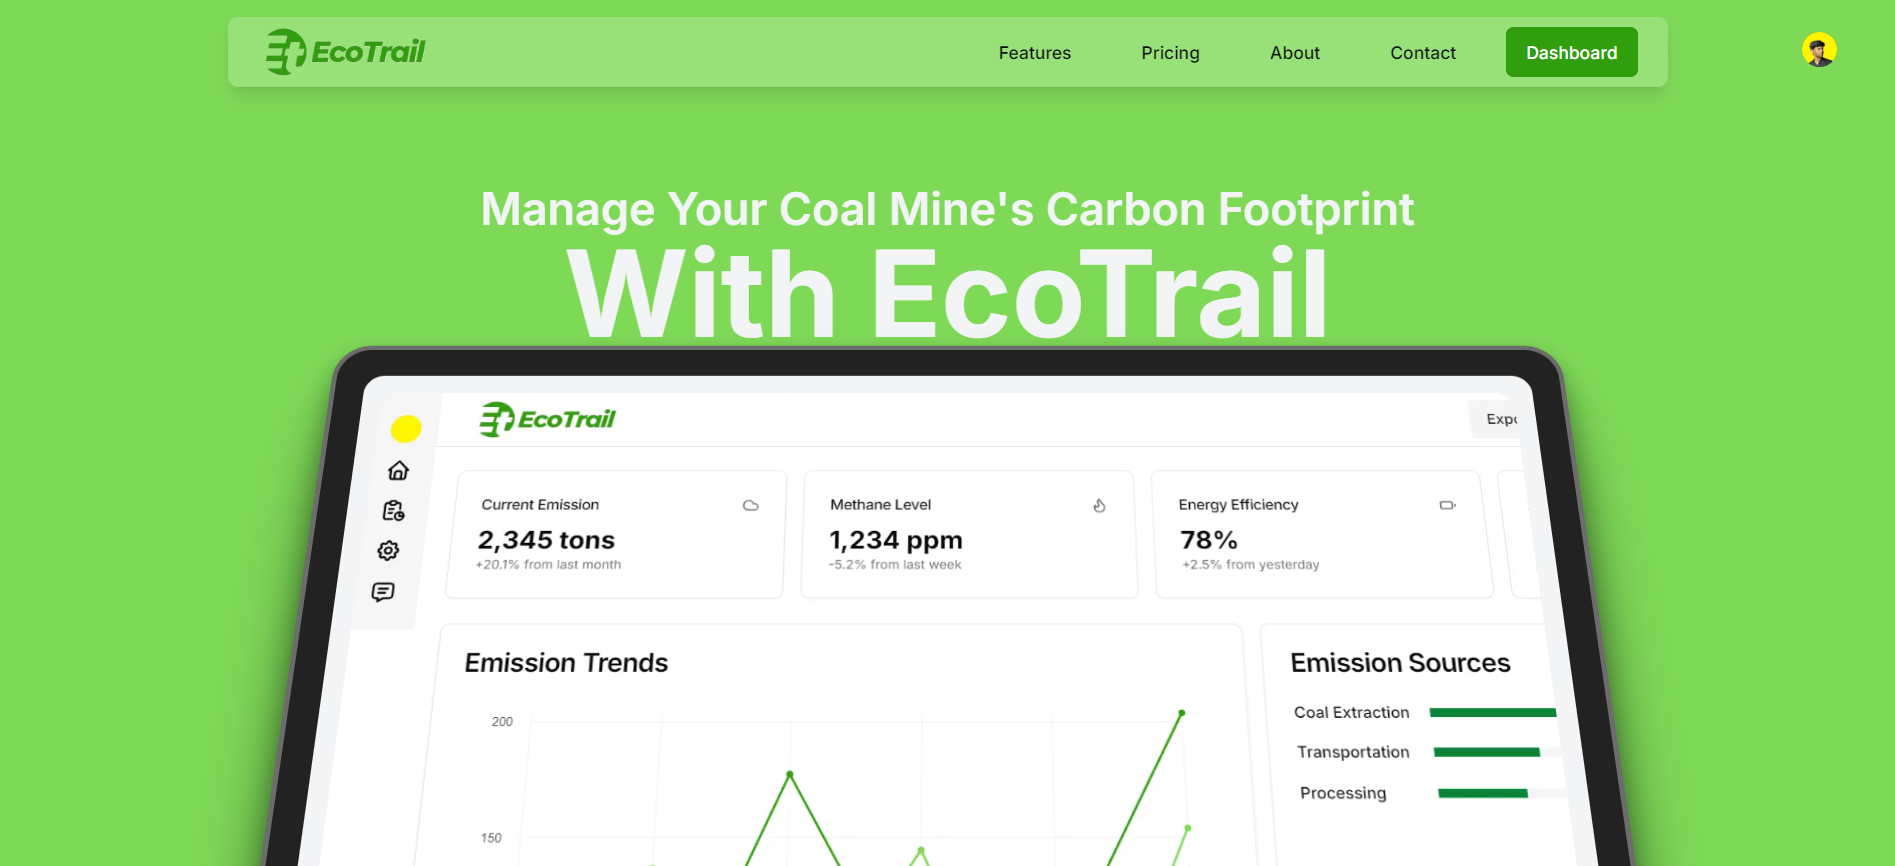 EcoTrail
Features
Pricing
About
Contact
Dashboard
Manage Your Coal Mine's Carbon Footprint
With EcoTrail
EcoTrail
Current Emission
2,345 tons
+20.1% from last month
Methane Level
1,234 ppm
-5.2% from last week
Energy Efficiency
78%
+2.5% from yesterday
Emission Trends
200
150
Emission Sources
Coal Extraction
Transportation
Processing